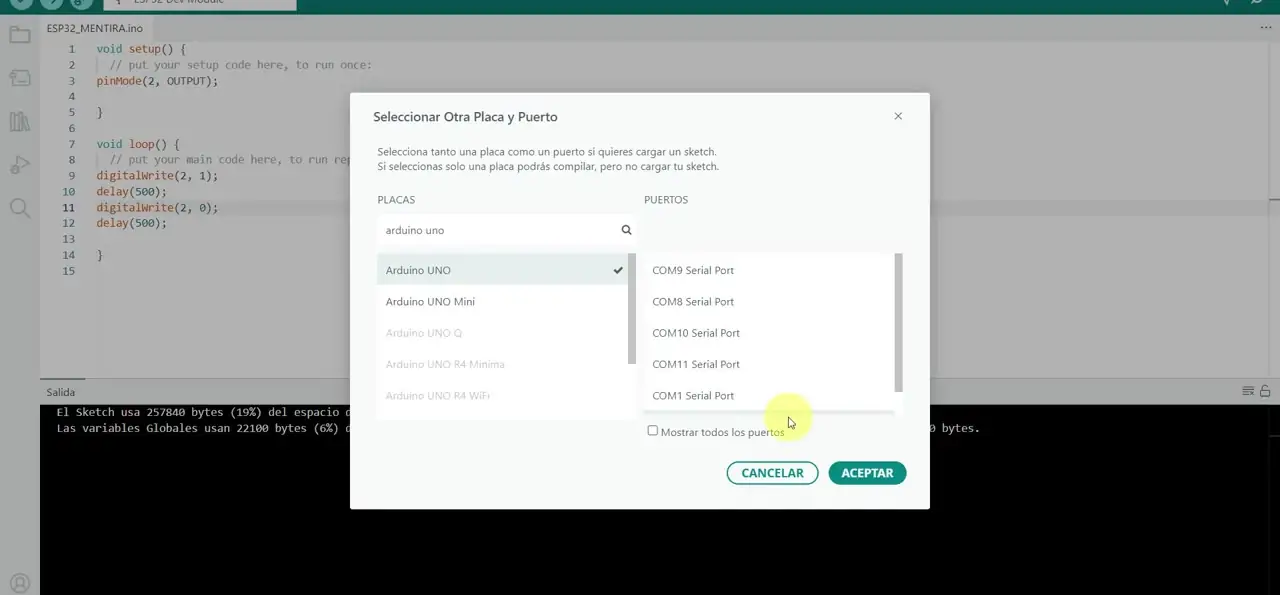 ESP32 Dev Module
ESP32_MENTIRA.ino
1 void setup() {
2 // put your setup code here, to run once:
3 pinMode(2, OUTPUT);
4
5 }
6
7 void loop() {
8 // put your main code here, to run rep
9 digitalWrite(2, 1);
10 delay(500);
11 digitalWrite(2, 0);
12 delay(500);
13
14 }
15
Seleccionar Otra Placa y Puerto
Selecciona tanto una placa como un puerto si quieres cargar un sketch.
Si seleccionas solo una placa podrás compilar, pero no cargar tu sketch.
PLACAS
PUERTOS
arduino uno
Arduino UNO
COM9 Serial Port
Arduino UNO Mini
COM8 Serial Port
Arduino UNO Q
COM10 Serial Port
Arduino UNO R4 Minima
COM11 Serial Port
Arduino UNO R4 WiFi
COM1 Serial Port
Mostrar todos los puertos
CANCELAR
ACEPTAR
Salida
El Sketch usa 257840 bytes (19%) del espacio d
Las variables Globales usan 22100 bytes (6%) d 0 bytes.